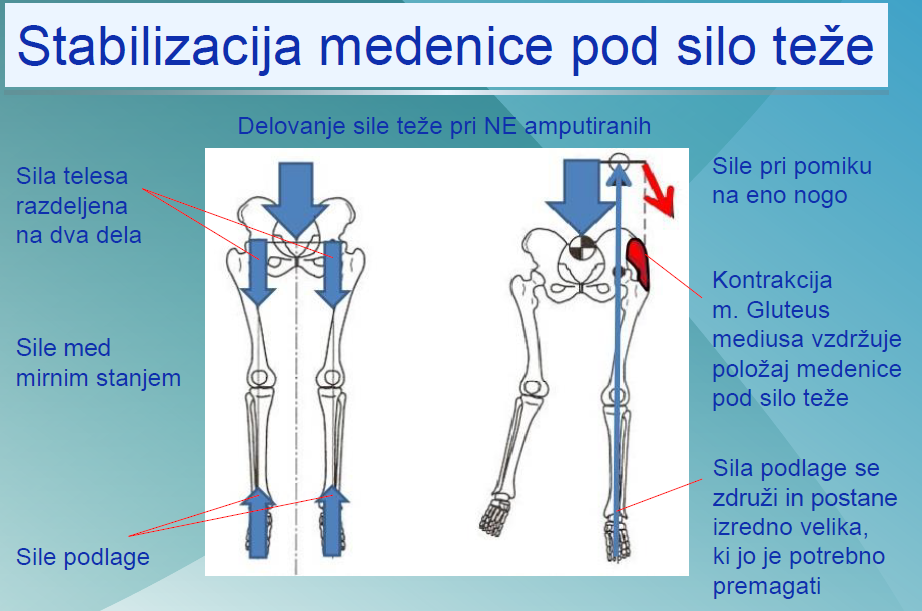 Stabilizacija medenice pod silo teže
Delovanje sile teže pri NE amputiranih
Sila telesa
razdeljena
na dva dela
Sile med
mirnim stanjem
Sile podlage
Sile pri pomiku
na eno nogo
Kontrakcija
m. Gluteus
mediusa vzdržuje
položaj medenice
pod silo teže
Sila podlage se
združi in postane
izredno velika,
ki jo je potrebno
premagati